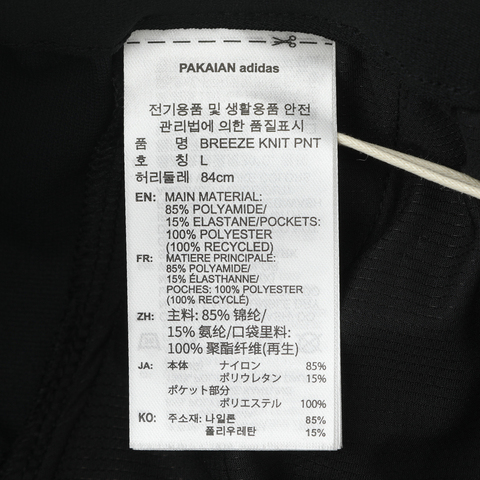 PAKAIAN adidas
전기용품 및 생활용품 안전
관리법에 의한 품질표시
품 명 BREEZE KNIT PNT
호 칭 L
허리둘레 84cm
EN: MAIN MATERIAL:
85% POLYAMIDE/
15% ELASTANE/POCKETS:
100% POLYESTER
(100% RECYCLED)
FR: MATIERE PRINCIPALE:
85% POLYAMIDE/
15% ÉLASTHANNE/
POCHES: 100% POLYESTER
(100% RECYCLÉ)
ZH: 主料: 85% 锦纶/
15% 氨纶/口袋里料:
100% 聚酯纤维(再生)
JA: 本体 ナイロン 85%
ポリウレタン 15%
ポケット部分
ポリエステル 100%
KO: 주소재: 나일론 85%
폴리우레탄 15%